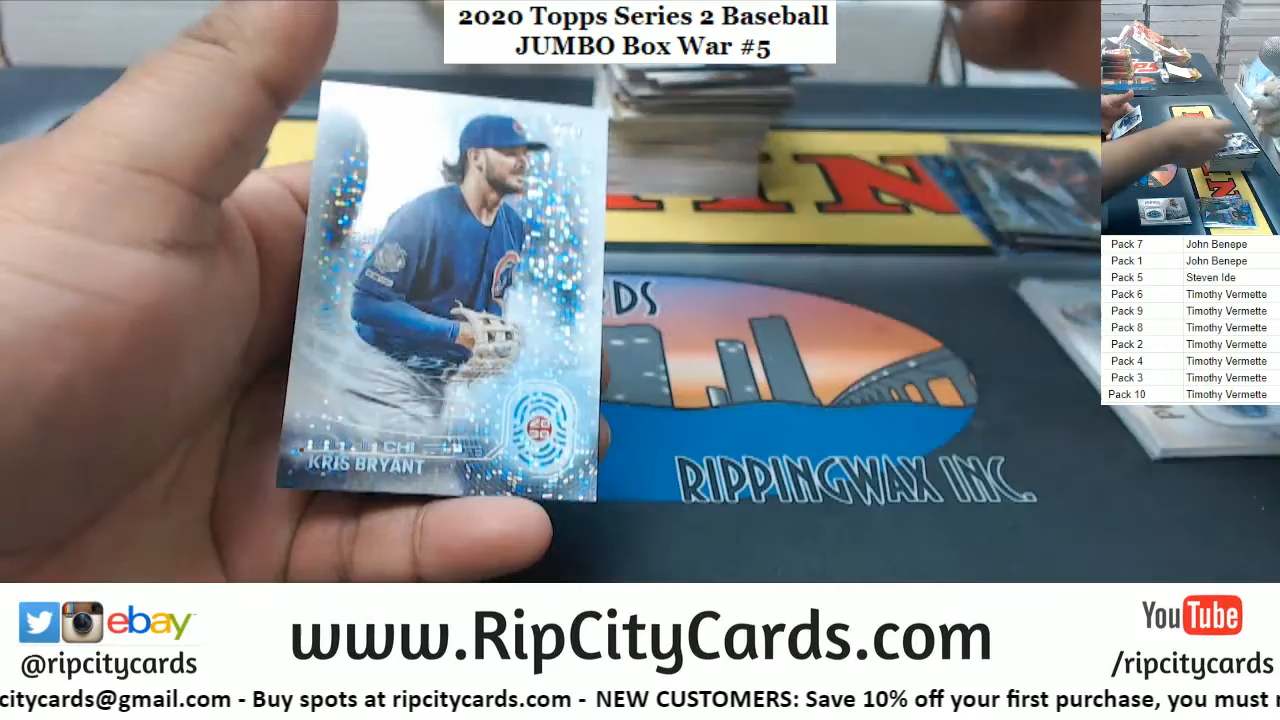 2020 Topps Series 2 Baseball
JUMBO Box War #5
CHI
KRIS BRYANT
RDS
RIPPINGWAX INC.
Pack 7 John Benepe
Pack 1 John Benepe
Pack 5 Steven Ide
Pack 6 Timothy Vermette
Pack 9 Timothy Vermette
Pack 8 Timothy Vermette
Pack 2 Timothy Vermette
Pack 4 Timothy Vermette
Pack 3 Timothy Vermette
Pack 10 Timothy Vermette
ebay
@ripcitycards
www.RipCityCards.com
YouTube
/ripcitycards
citycards@gmail.com - Buy spots at ripcitycards.com - NEW CUSTOMERS: Save 10% off your first purchase, you must